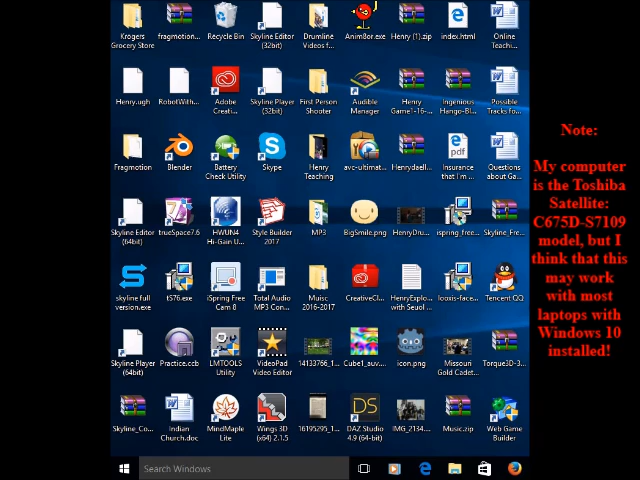 Krogers
Grocery Store
fragmotion...
Recycle Bin
Skyline Editor
(32bit)
Drumline
Videos f...
Anim8or.exe
Henry (1).zip
index.html
Online
Teachi...
Henry.ugh
RobotWith...
Adobe
Creati...
Skyline Player
(32bit)
First Person
Shooter
Audible
Manager
Henry
Game1-16-...
Ingenious
Hango-Bl...
Possible
Tracks fo...
Fragmotion
Blender
Battery
Check Utility
Skype
Henry
Teaching
avc-ultimat...
Henrydaell...
Insurance
that I'm ...
Questions
about Ga...
Skyline Editor
(64bit)
trueSpace7.6
HWUN4
Hi-Gain U...
Style Builder
2017
MP3
BigSmile.png
HenryDru...
ispring_free...
Skyline_Fre...
skyline full
version.exe
tS76.exe
iSpring Free
Cam 8
Total Audio
MP3 Con...
Muisc
2016-2017
CreativeCl...
HenryExplo...
with Seuol ...
looxis-face...
Tencent QQ
Skyline Player
(64bit)
Practice.ccb
LMTOOLS
Utility
VideoPad
Video Editor
14133766_1...
Cube1_auv...
icon.png
Missouri
Gold Cadet...
Torque3D-3...
Skyline_Co...
Indian
Church.doc
MindMaple
Lite
Wings 3D
(x64) 2.1.5
16195295_1...
DS
DAZ Studio
4.9 (64-bit)
IMG_2134...
Music.zip
Web Game
Builder
Search Windows
Note:
My computer
is the Toshiba
Satellite:
C675D-S7109
model, but I
think that this
may work
with most
laptops with
Windows 10
installed!